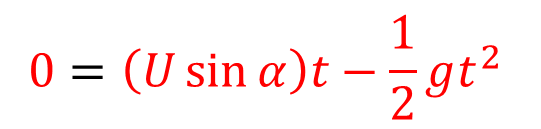 0 = (U sin α)t − 1/2 gt²